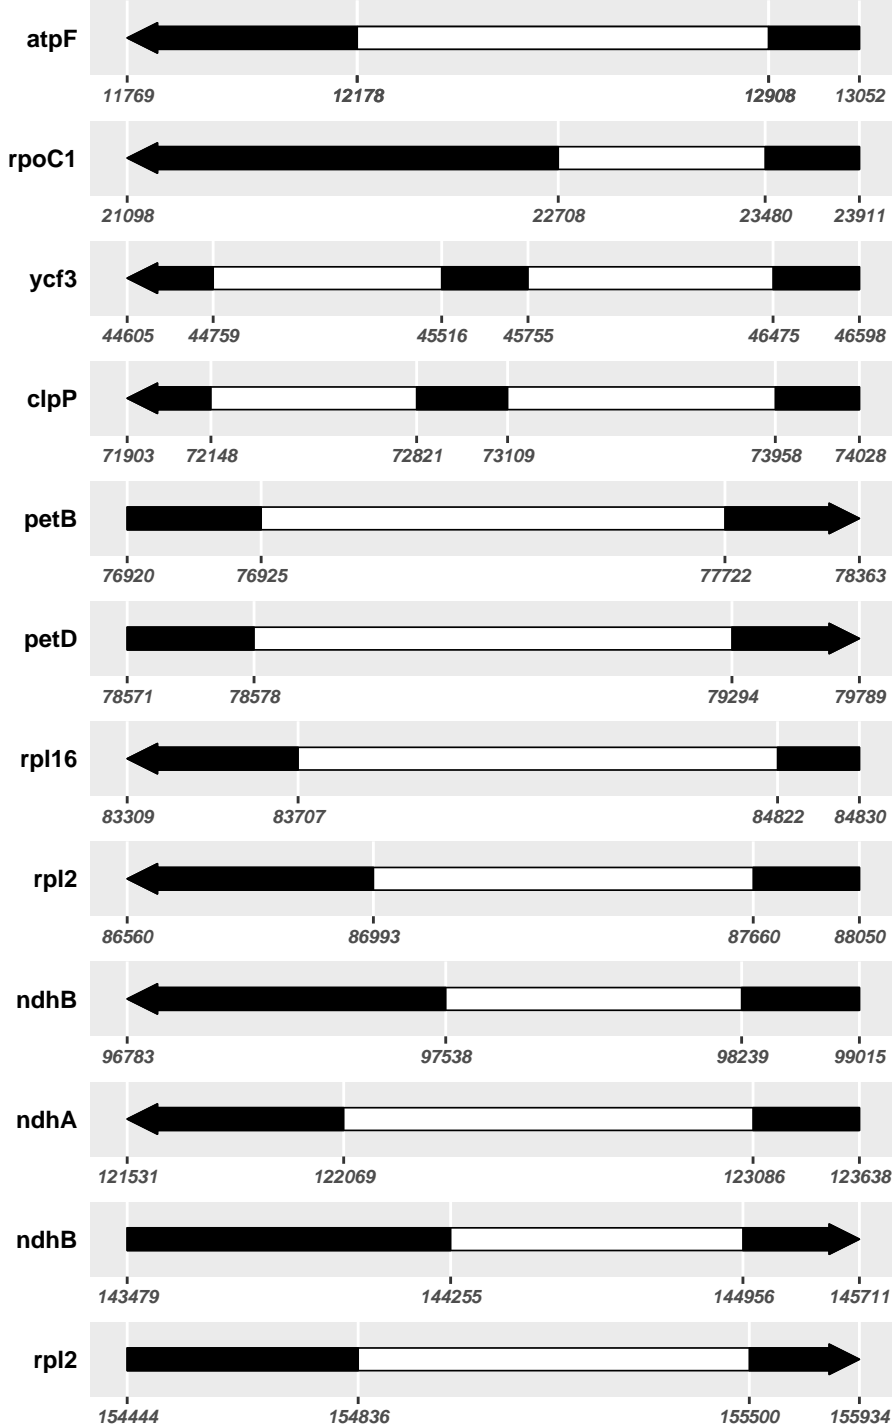 atpF
11769 12178 12908 13052
rpoC1
21098 22708 23480 23911
ycf3
44605 44759 45516 45755 46475 46598
clpP
71903 72148 72821 73109 73958 74028
petB
76920 76925 77722 78363
petD
78571 78578 79294 79789
rpl16
83309 83707 84822 84830
rpl2
86560 86993 87660 88050
ndhB
96783 97538 98239 99015
ndhA
121531 122069 123086 123638
ndhB
143479 144255 144956 145711
rpl2
154444 154836 155500 155934